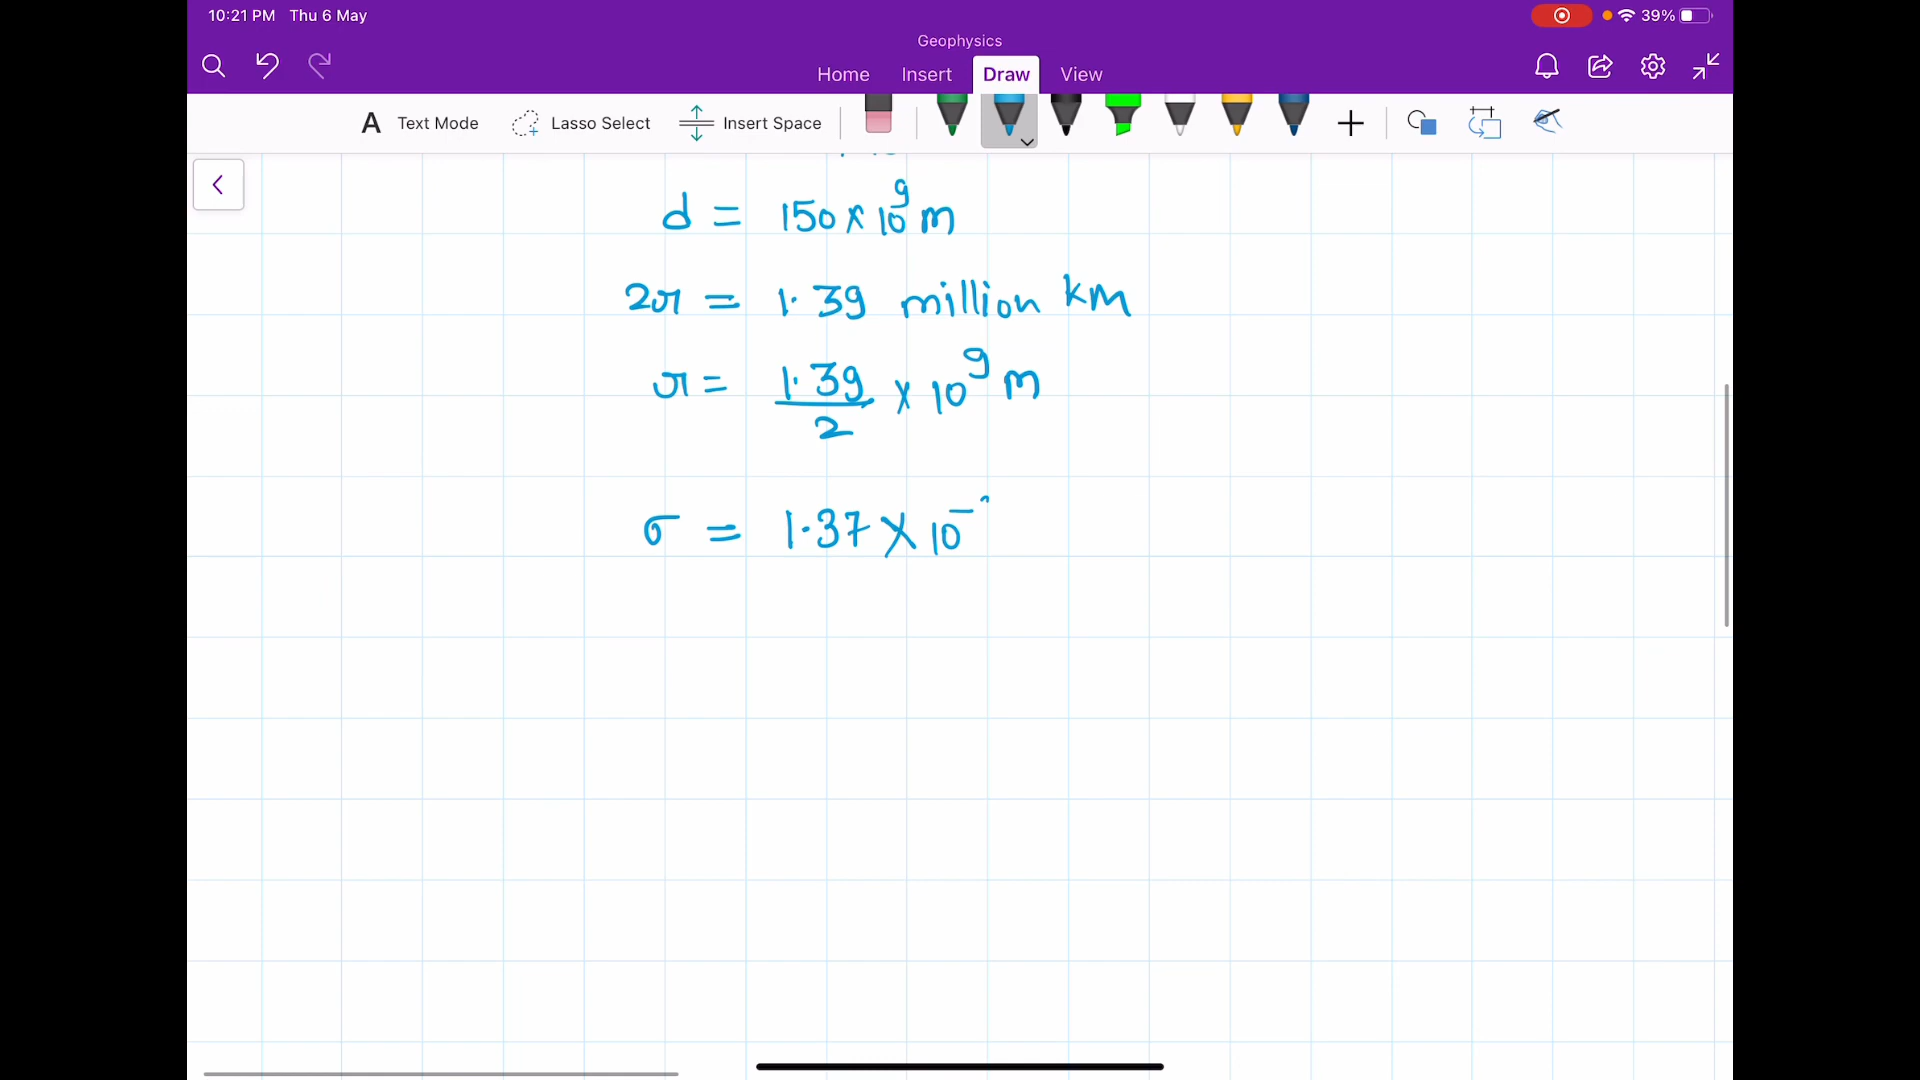 10:21 PM Thu 6 May 39%
Geophysics
Home Insert Draw View
A Text Mode Lasso Select Insert Space
d = 150 × 10⁹ m
2r = 1.39 million km
r = 1.39/2 × 10⁹ m
σ = 1.37 × 10⁻